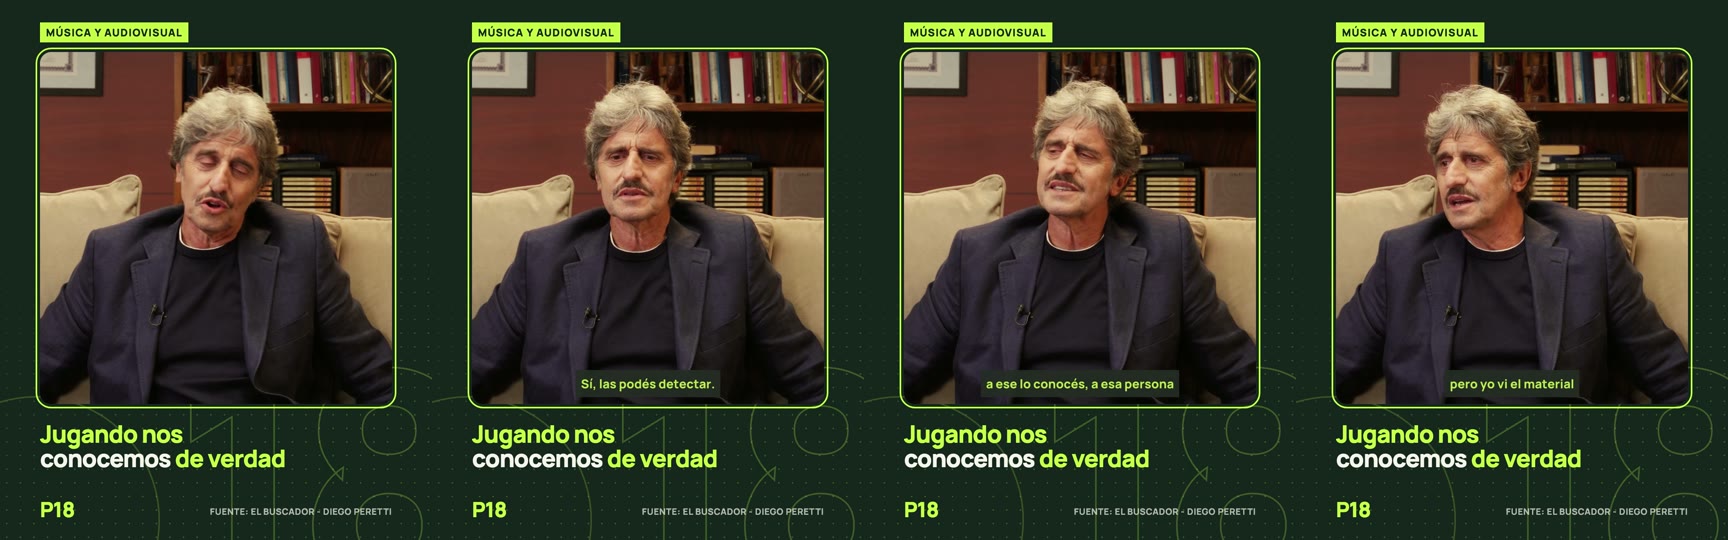 MÚSICA Y AUDIOVISUAL
Jugando nos
conocemos de verdad
P18
FUENTE: EL BUSCADOR - DIEGO PERETTI
MÚSICA Y AUDIOVISUAL
Sí, las podés detectar.
Jugando nos
conocemos de verdad
P18
FUENTE: EL BUSCADOR - DIEGO PERETTI
MÚSICA Y AUDIOVISUAL
a ese lo conocés, a esa persona
Jugando nos
conocemos de verdad
P18
FUENTE: EL BUSCADOR - DIEGO PERETTI
MÚSICA Y AUDIOVISUAL
pero yo vi el material
Jugando nos
conocemos de verdad
P18
FUENTE: EL BUSCADOR - DIEGO PERETTI